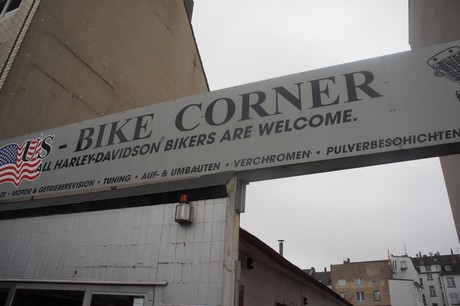 US - BIKE CORNER
ALL HARLEY-DAVIDSON BIKERS ARE WELCOME.
• MOTOR & GETRIEBEREVISION • TUNING • AUF- & UMBAUTEN • VERCHROMEN • PULVERBESCHICHTEN